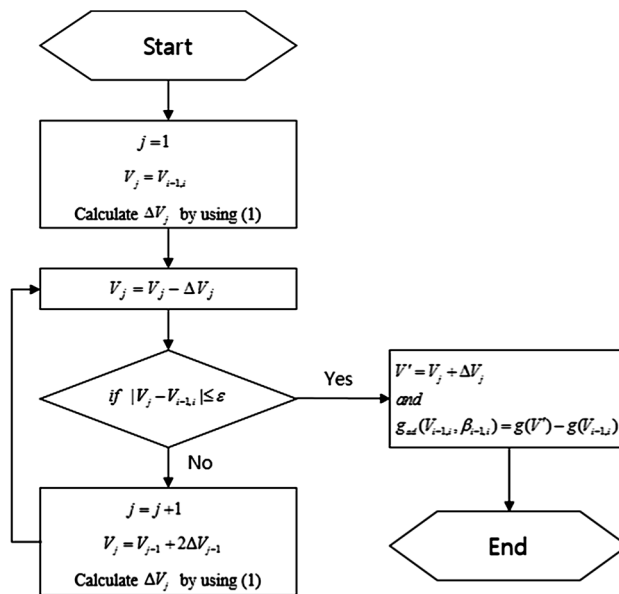 Start
j = 1
V_j = V_{i-1,i}
Calculate ΔV_j by using (1)
V_j = V_j − ΔV_j
if |V_j − V_{i-1,i}| ≤ ε
Yes
No
V' = V_j + ΔV_j
and
g_{ad}(V_{i-1,i}, β_{i-1,i}) = g(V') − g(V_{i-1,i})
j = j + 1
V_j = V_{j-1} + 2ΔV_{j-1}
Calculate ΔV_j by using (1)
End